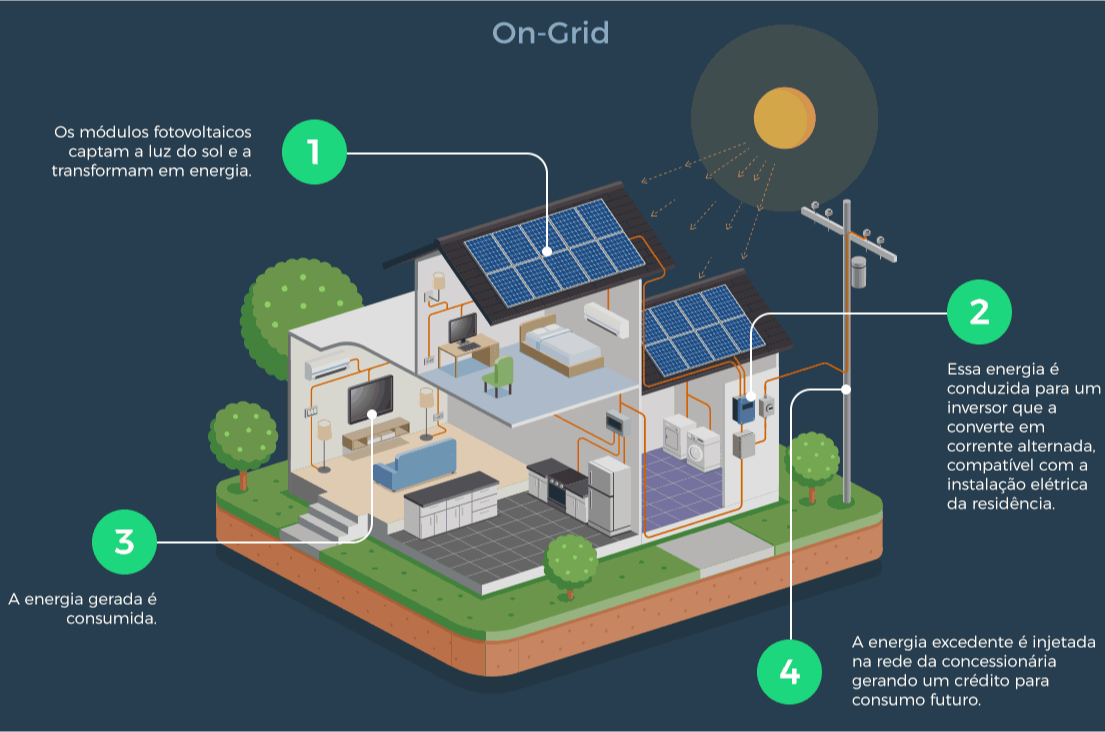 On-Grid
Os módulos fotovoltaicos
captam a luz do sol e a
transformam em energia.
1
2
Essa energia é
conduzida para um
inversor que a
converte em
corrente alternada,
compatível com a
instalação elétrica
da residência.
3
A energia gerada é
consumida.
4
A energia excedente é injetada
na rede da concessionária
gerando um crédito para
consumo futuro.